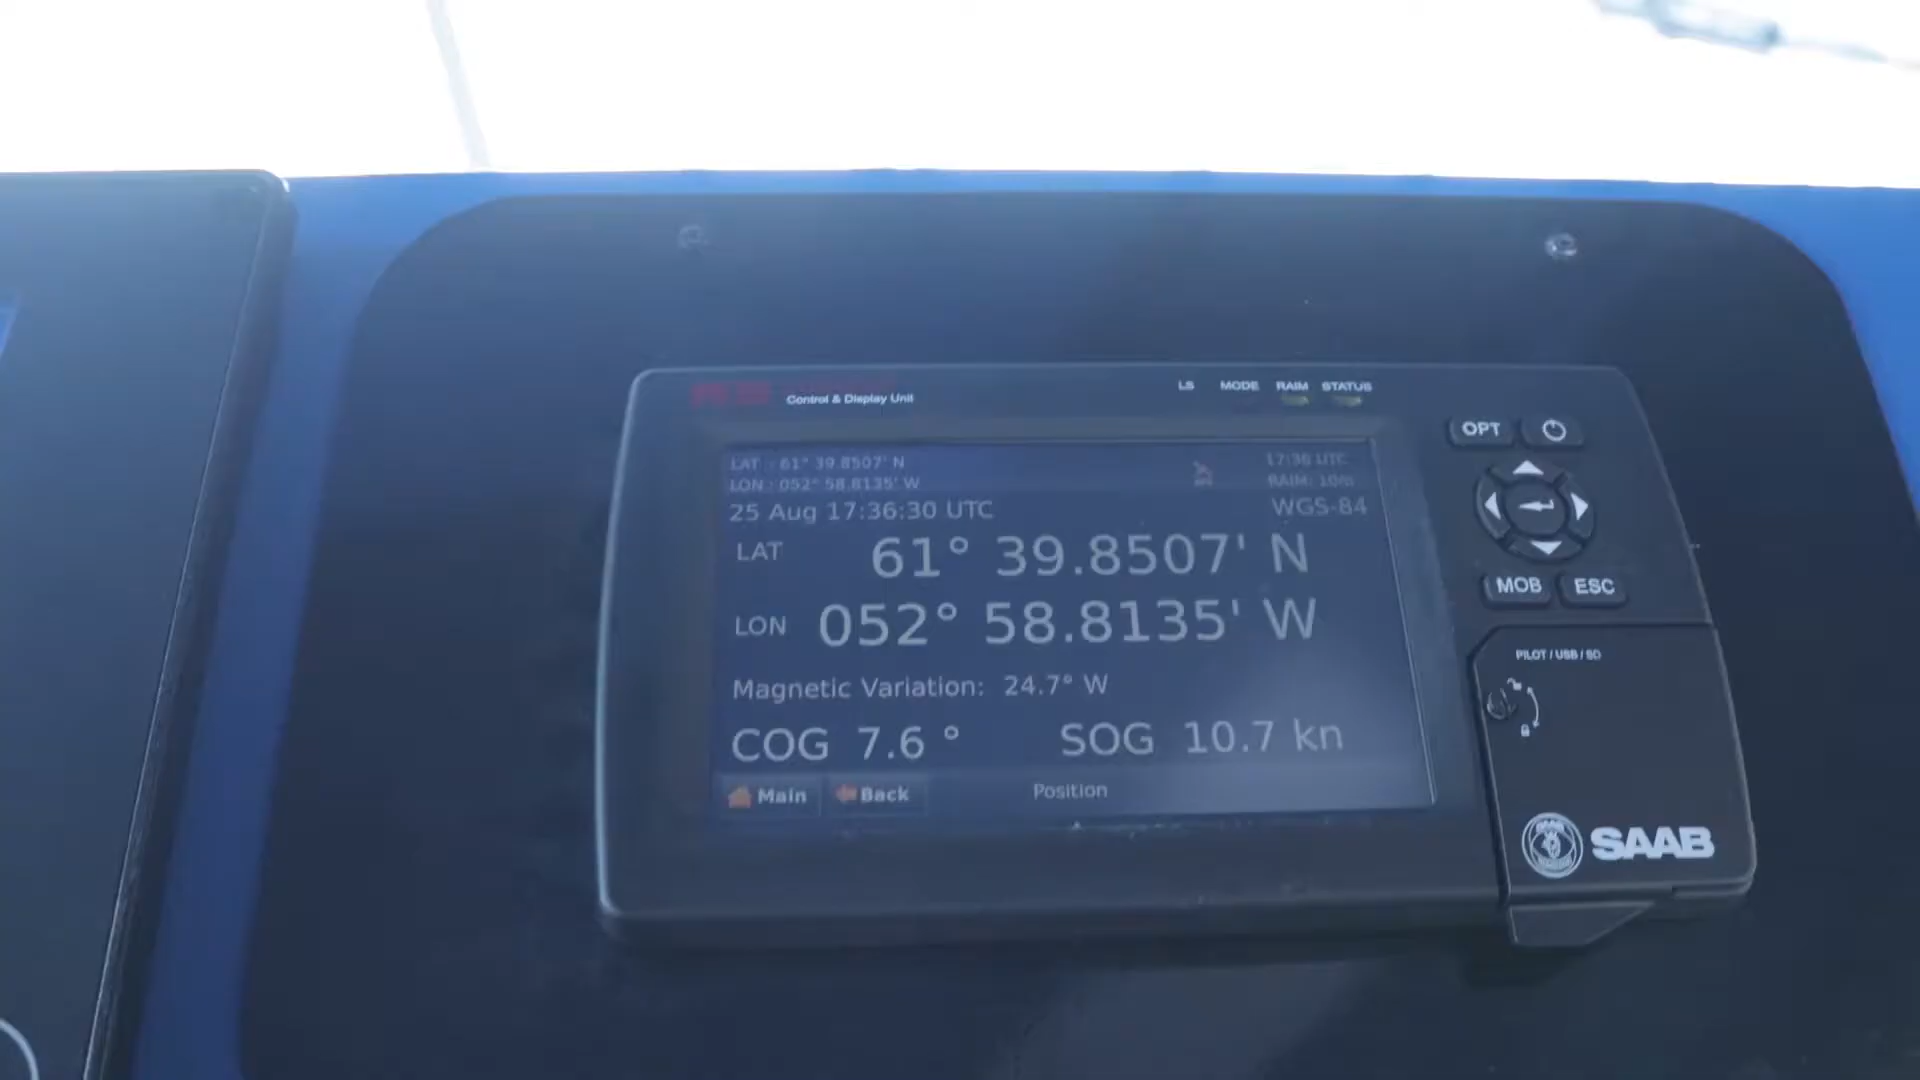 Control & Display Unit
LS MODE RAIM STATUS
LAT : 61° 39.8507' N
17:36 UTC
LON : 052° 58.8135' W
RAIM: 10m
25 Aug 17:36:30 UTC
WGS-84
LAT 61° 39.8507' N
LON 052° 58.8135' W
Magnetic Variation: 24.7° W
COG 7.6 ° SOG 10.7 kn
Main Back Position
OPT
MOB ESC
PILOT / USB / SD
SAAB